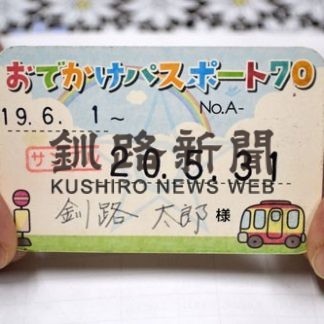 おでかけパスポート70
No.A-
19.6. 1～
サ
20.5.31
釧路新聞
KUSHIRO NEWS WEB
釧路 太郎 様